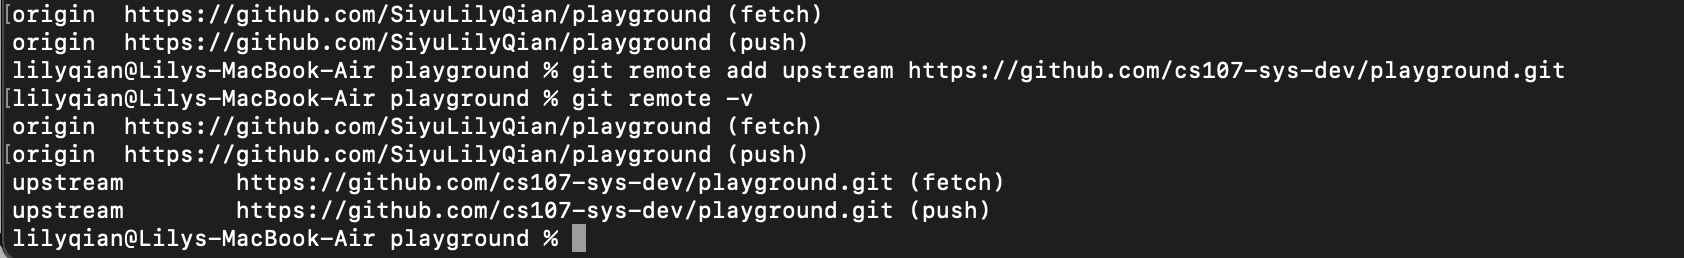 [origin  https://github.com/SiyuLilyQian/playground (fetch)
origin  https://github.com/SiyuLilyQian/playground (push)
lilyqian@Lilys-MacBook-Air playground % git remote add upstream https://github.com/cs107-sys-dev/playground.git
[lilyqian@Lilys-MacBook-Air playground % git remote -v
origin  https://github.com/SiyuLilyQian/playground (fetch)
[origin  https://github.com/SiyuLilyQian/playground (push)
upstream        https://github.com/cs107-sys-dev/playground.git (fetch)
upstream        https://github.com/cs107-sys-dev/playground.git (push)
lilyqian@Lilys-MacBook-Air playground %